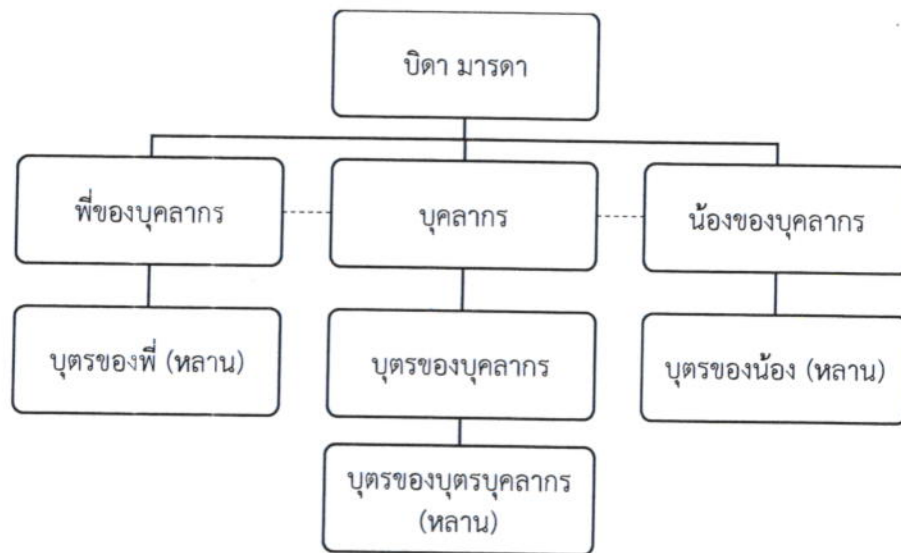 บิดา มารดา
พี่ของบุคลากร
บุคลากร
น้องของบุคลากร
บุตรของพี่ (หลาน)
บุตรของบุคลากร
บุตรของน้อง (หลาน)
บุตรของบุตรบุคลากร
(หลาน)